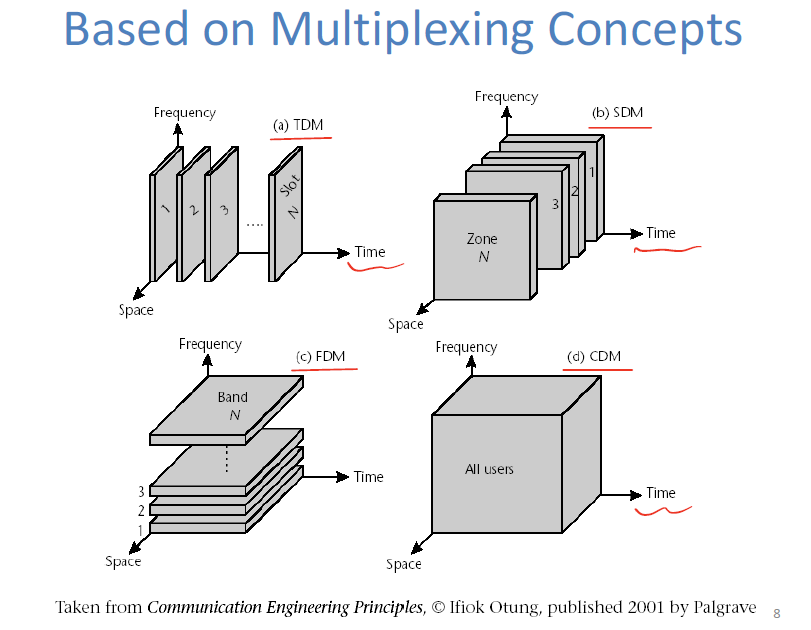 Based on Multiplexing Concepts
Frequency
(a) TDM
1
2
3
....
Slot
N
Time
Space
Frequency
(b) SDM
1
2
3
Zone
N
Time
Space
Frequency
(c) FDM
Band
N
3
2
1
Time
Space
Frequency
(d) CDM
All users
Time
Space
Taken from Communication Engineering Principles, © Ifiok Otung, published 2001 by Palgrave
8